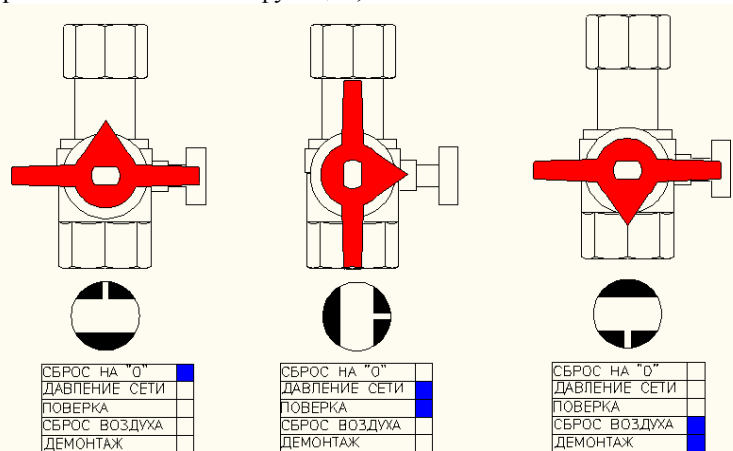 СБРОС НА "0"
ДАВЛЕНИЕ СЕТИ
ПОВЕРКА
СБРОС ВОЗДУХА
ДЕМОНТАЖ
СБРОС НА "0"
ДАВЛЕНИЕ СЕТИ
ПОВЕРКА
СБРОС ВОЗДУХА
ДЕМОНТАЖ
СБРОС НА "0"
ДАВЛЕНИЕ СЕТИ
ПОВЕРКА
СБРОС ВОЗДУХА
ДЕМОНТАЖ